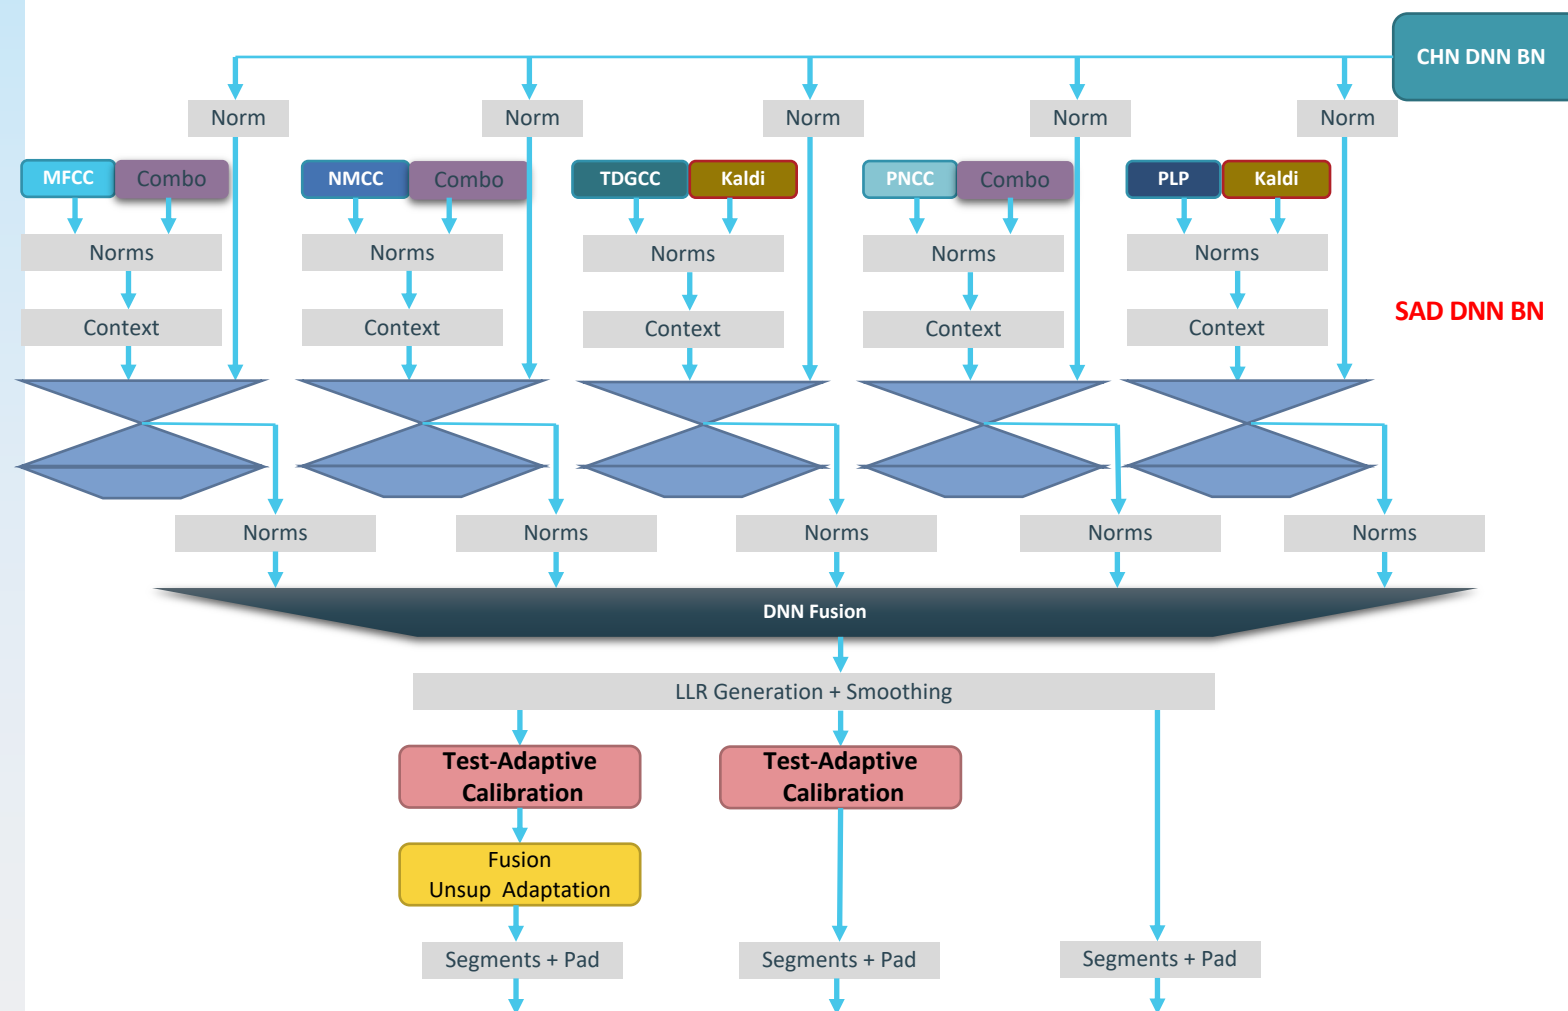 CHN DNN BN
Norm
Norm
Norm
Norm
Norm
MFCC
Combo
NMCC
Combo
TDGCC
Kaldi
PNCC
Combo
PLP
Kaldi
Norms
Norms
Norms
Norms
Norms
Context
Context
Context
Context
Context
SAD DNN BN
Norms
Norms
Norms
Norms
Norms
DNN Fusion
LLR Generation + Smoothing
Test-Adaptive
Calibration
Test-Adaptive
Calibration
Fusion
Unsup Adaptation
Segments + Pad
Segments + Pad
Segments + Pad